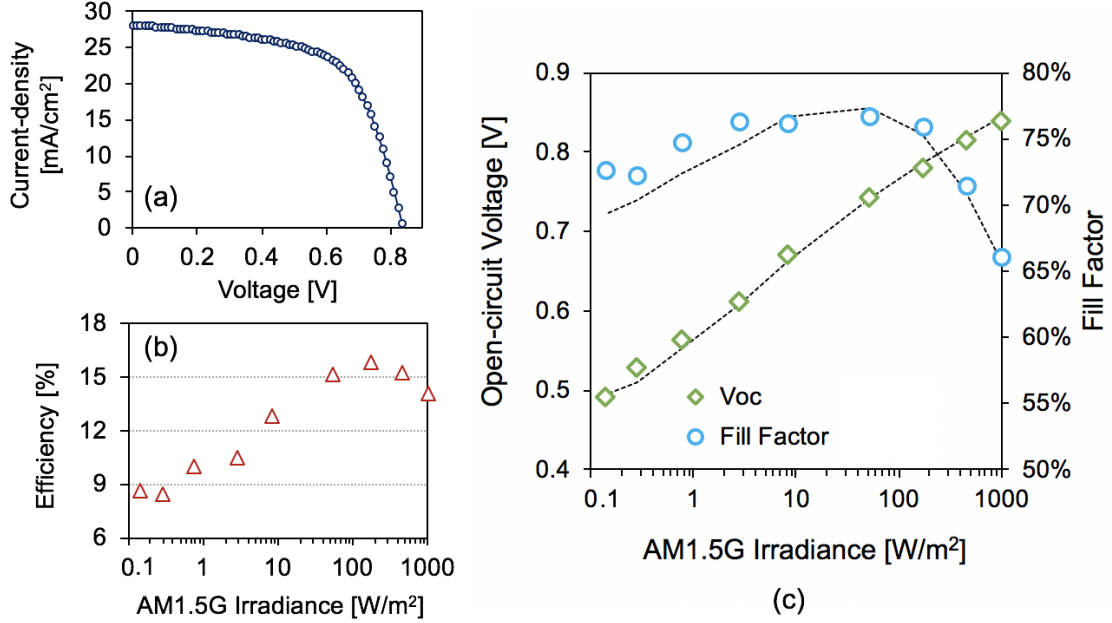 30
25
20
15
10
5
0
Current-density
[mA/cm²]
(a)
0 0.2 0.4 0.6 0.8
Voltage [V]
18
15
12
9
6
Efficiency [%]
(b)
0.1 1 10 100 1000
AM1.5G Irradiance [W/m²]
0.9
0.8
0.7
0.6
0.5
0.4
Open-circuit Voltage [V]
Voc
Fill Factor
80%
75%
70%
65%
60%
55%
50%
Fill Factor
0.1 1 10 100 1000
AM1.5G Irradiance [W/m²]
(c)